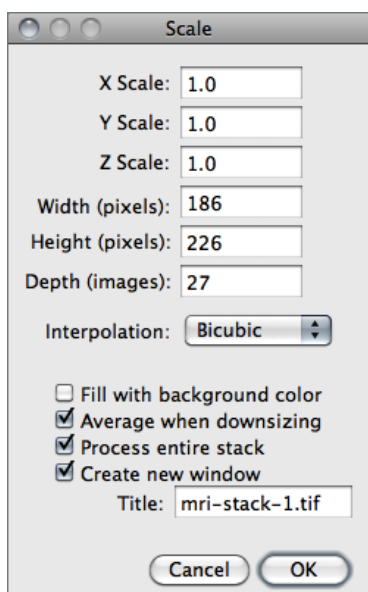 Scale
X Scale: 1.0
Y Scale: 1.0
Z Scale: 1.0
Width (pixels): 186
Height (pixels): 226
Depth (images): 27
Interpolation: Bicubic
Fill with background color
Average when downsizing
Process entire stack
Create new window
Title: mri-stack-1.tif
Cancel OK